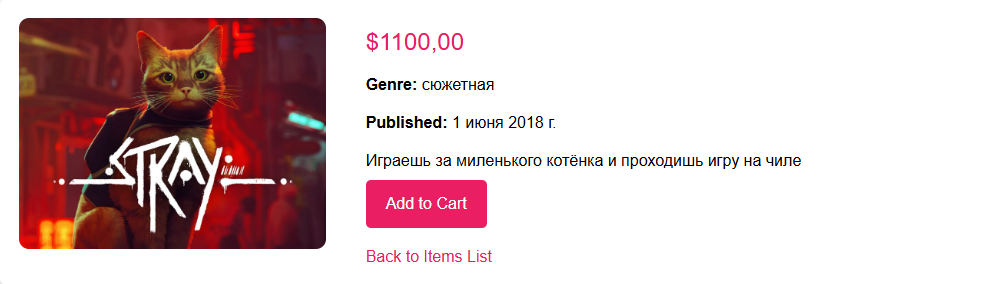 STRAY
$1100,00
Genre: сюжетная
Published: 1 июня 2018 г.
Играешь за миленького котёнка и проходишь игру на чиле
Add to Cart
Back to Items List